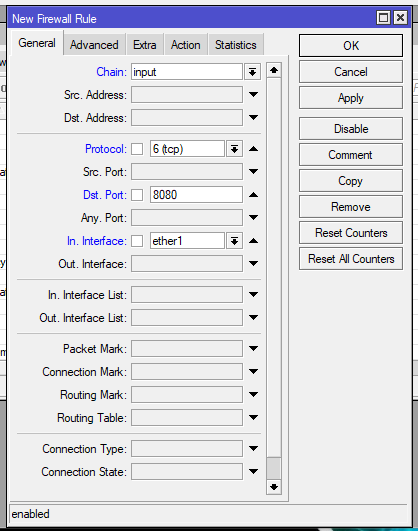 New Firewall Rule
General Advanced Extra Action Statistics
Chain: input
Src. Address:
Dst. Address:
Protocol: 6 (tcp)
Src. Port:
Dst. Port: 8080
Any. Port:
In. Interface: ether1
Out. Interface:
In. Interface List:
Out. Interface List:
Packet Mark:
Connection Mark:
Routing Mark:
Routing Table:
Connection Type:
Connection State:
OK
Cancel
Apply
Disable
Comment
Copy
Remove
Reset Counters
Reset All Counters
enabled